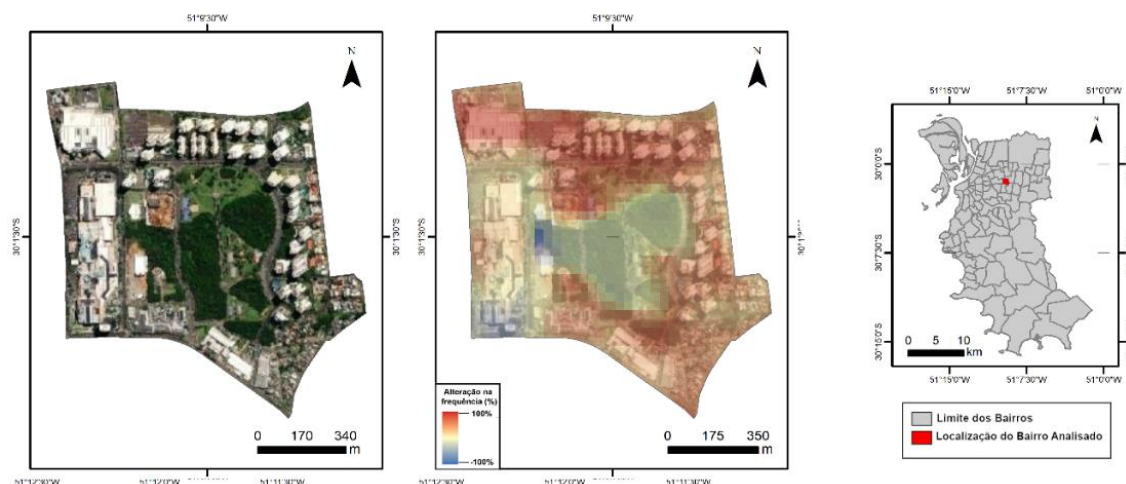 51°9'30"W
N
30°1'30"S
0 170 340
m
51°12'30"W 51°12'0"W 51°11'30"W
51°9'30"W
N
30°1'30"S
Alteração na
frequência (%)
100%
-100%
0 175 350
m
51°12'30"W 51°12'0"W 51°11'30"W
51°15'0"W 51°7'30"W 51°0'0"W
N
30°0'0"S
30°7'30"S
30°15'0"S
0 5 10
km
51°15'0"W 51°7'30"W 51°0'0"W
Limite dos Bairros
Localização do Bairro Analisado